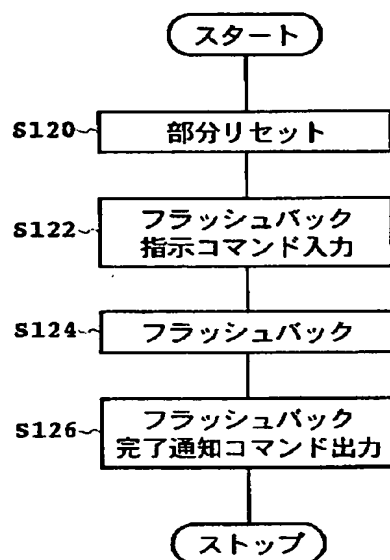 スタート
S120 部分リセット
S122 フラッシュバック
指示コマンド入力
S124 フラッシュバック
S126 フラッシュバック
完了通知コマンド出力
ストップ